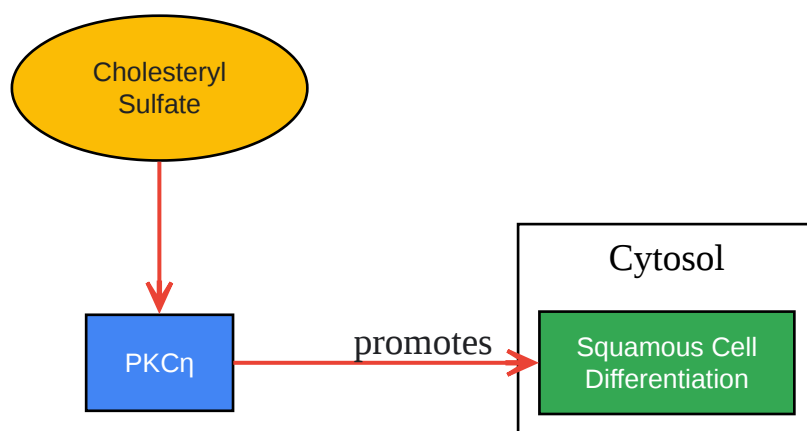 Cholesteryl
Sulfate
Cytosol
PKCη
promotes
Squamous Cell
Differentiation